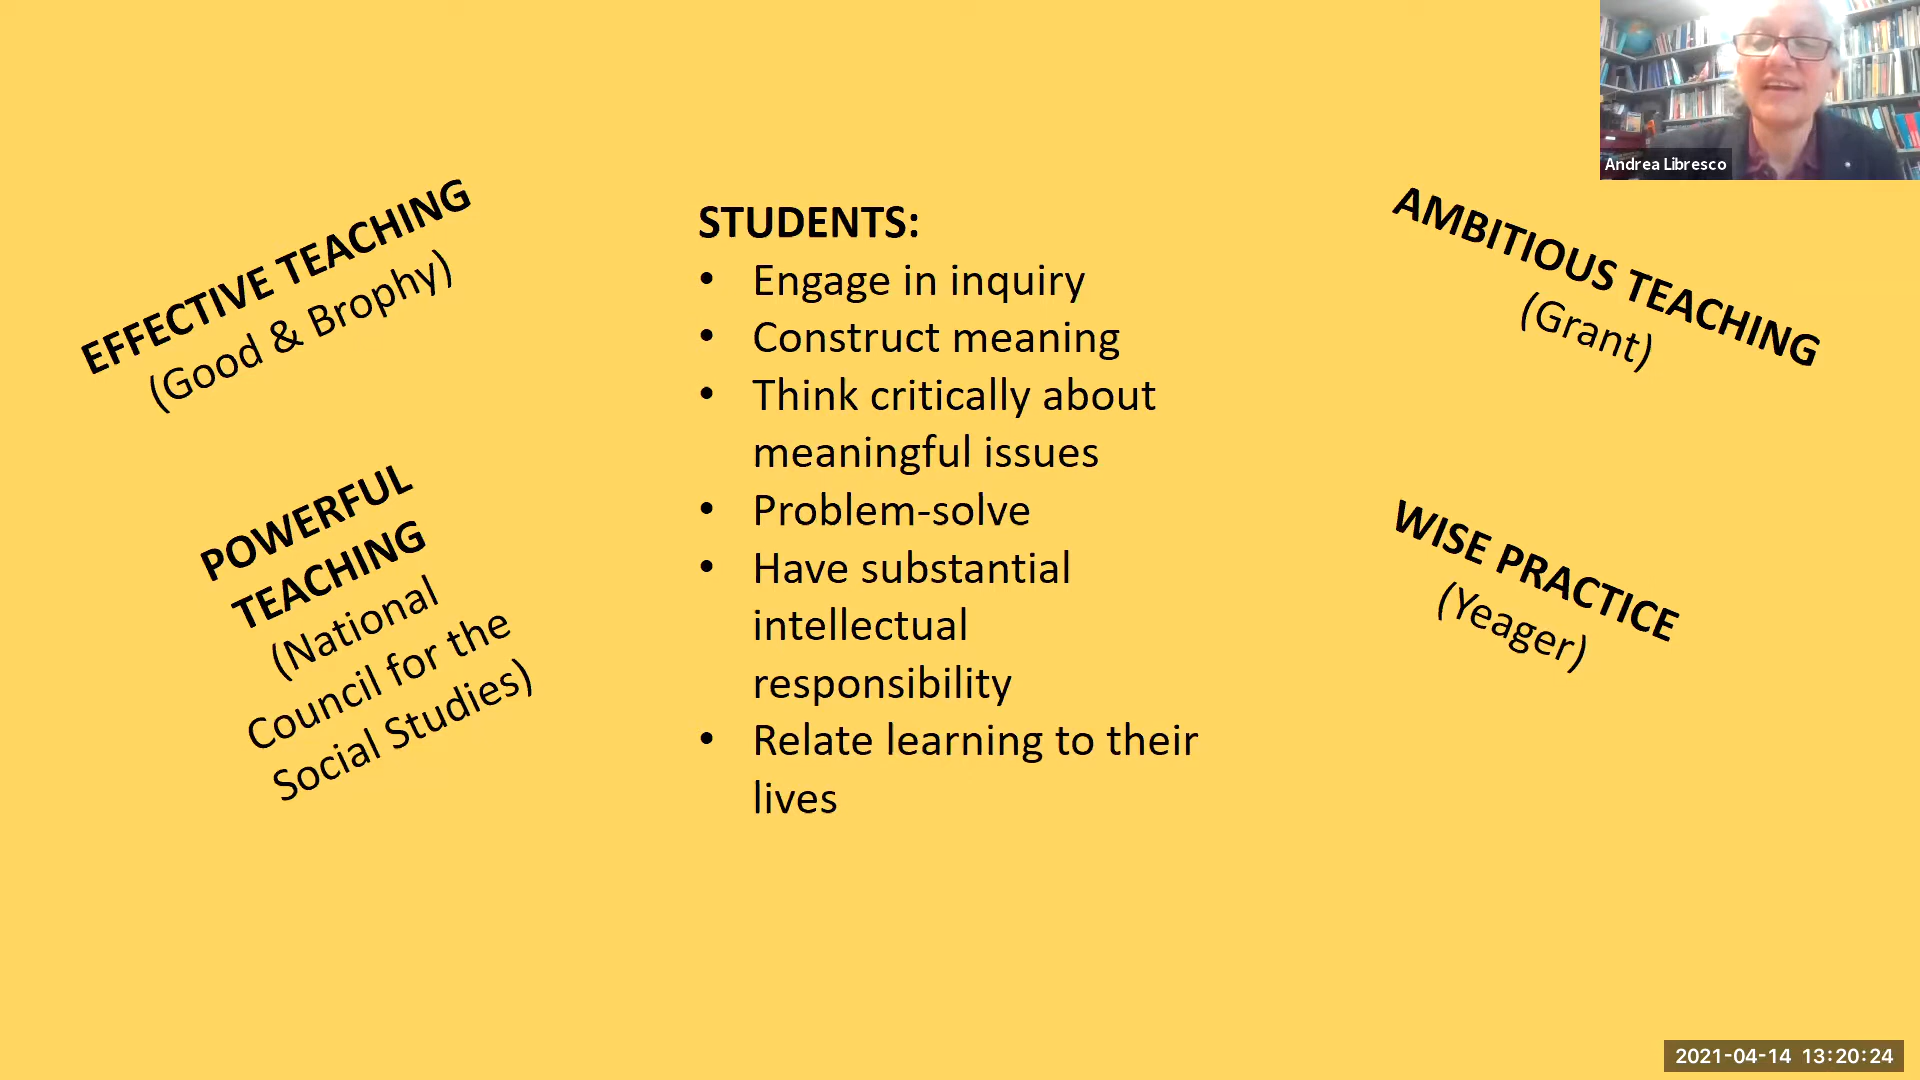 Andrea Libresco
EFFECTIVE TEACHING
(Good & Brophy)
POWERFUL
TEACHING
(National
Council for the
Social Studies)
STUDENTS:
• Engage in inquiry
• Construct meaning
• Think critically about
meaningful issues
• Problem-solve
• Have substantial
intellectual
responsibility
• Relate learning to their
lives
AMBITIOUS TEACHING
(Grant)
WISE PRACTICE
(Yeager)
2021-04-14 13:20:24